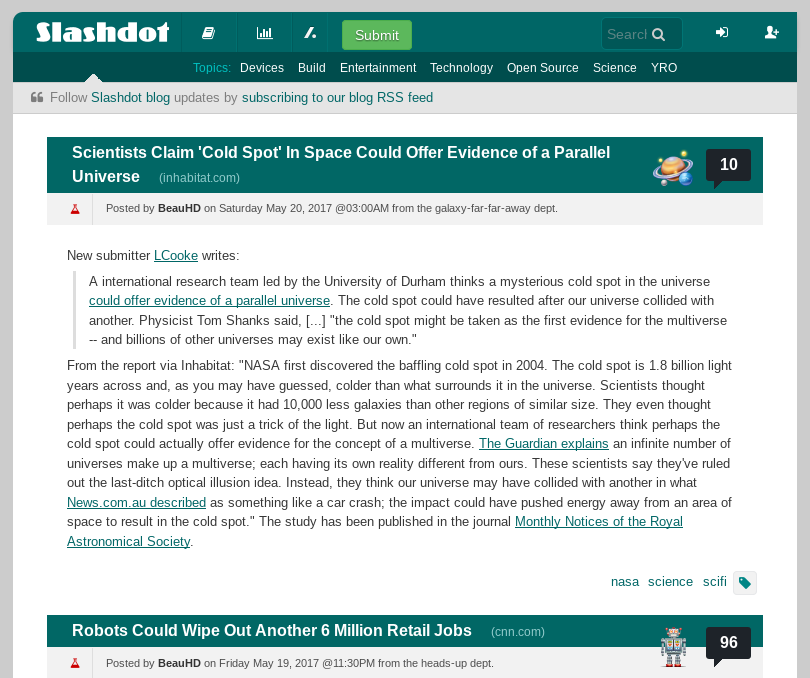 Slashdot
Submit
Search
Topics: Devices Build Entertainment Technology Open Source Science YRO
Follow Slashdot blog updates by subscribing to our blog RSS feed
Scientists Claim 'Cold Spot' In Space Could Offer Evidence of a Parallel
Universe (inhabitat.com)
10
Posted by BeauHD on Saturday May 20, 2017 @03:00AM from the galaxy-far-far-away dept.
New submitter LCooke writes:
A international research team led by the University of Durham thinks a mysterious cold spot in the universe
could offer evidence of a parallel universe. The cold spot could have resulted after our universe collided with
another. Physicist Tom Shanks said, [...] "the cold spot might be taken as the first evidence for the multiverse
-- and billions of other universes may exist like our own."
From the report via Inhabitat: "NASA first discovered the baffling cold spot in 2004. The cold spot is 1.8 billion light
years across and, as you may have guessed, colder than what surrounds it in the universe. Scientists thought
perhaps it was colder because it had 10,000 less galaxies than other regions of similar size. They even thought
perhaps the cold spot was just a trick of the light. But now an international team of researchers think perhaps the
cold spot could actually offer evidence for the concept of a multiverse. The Guardian explains an infinite number of
universes make up a multiverse; each having its own reality different from ours. These scientists say they've ruled
out the last-ditch optical illusion idea. Instead, they think our universe may have collided with another in what
News.com.au described as something like a car crash; the impact could have pushed energy away from an area of
space to result in the cold spot." The study has been published in the journal Monthly Notices of the Royal
Astronomical Society.
nasa science scifi
Robots Could Wipe Out Another 6 Million Retail Jobs (cnn.com)
96
Posted by BeauHD on Friday May 19, 2017 @11:30PM from the heads-up dept.